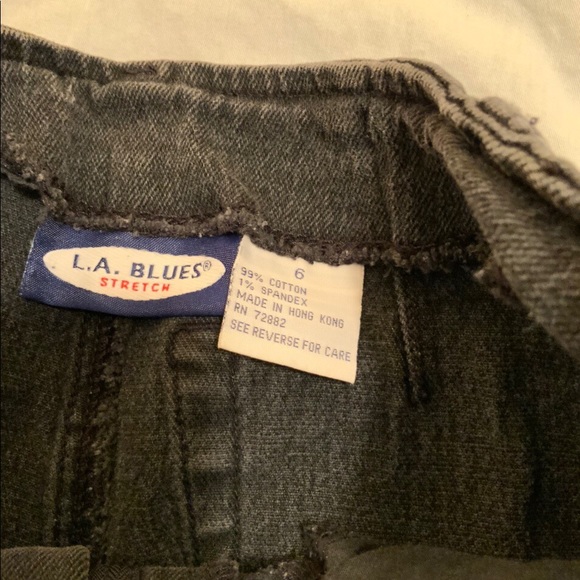 L.A. BLUES®
STRETCH
6
99% COTTON
1% SPANDEX
MADE IN HONG KONG
RN 72882
SEE REVERSE FOR CARE